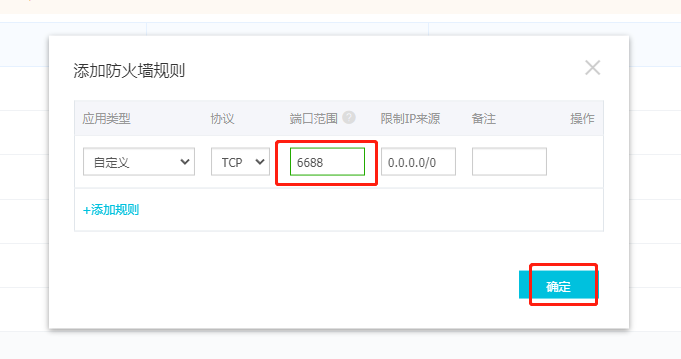 添加防火墙规则
应用类型 协议 端口范围 ? 限制IP来源 备注 操作
自定义 TCP 6688 0.0.0.0/0
+添加规则
确定